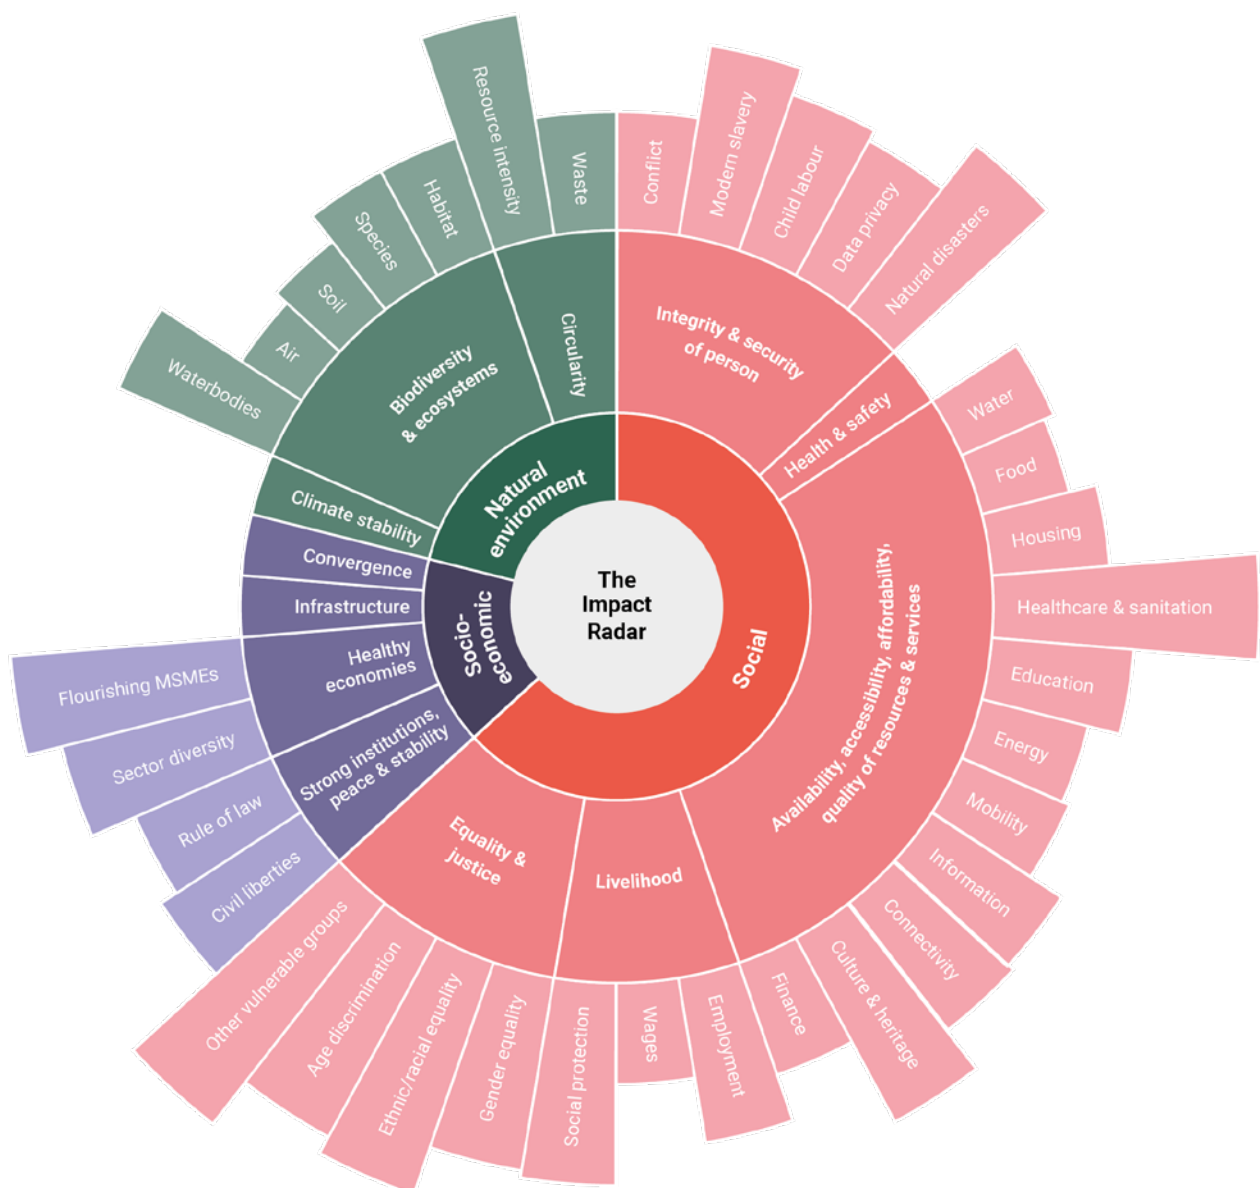 The
Impact
Radar
Social
Integrity & security
of person
Conflict
Modern slavery
Child labour
Data privacy
Natural disasters
Health & safety
Availability, accessibility, affordability,
quality of resources & services
Water
Food
Housing
Healthcare & sanitation
Education
Energy
Mobility
Information
Connectivity
Culture & heritage
Finance
Livelihood
Employment
Wages
Social protection
Equality &
justice
Gender equality
Ethnic/racial equality
Age discrimination
Other vulnerable groups
Socio-
economic
Strong institutions,
peace & stability
Civil liberties
Rule of law
Healthy
economies
Sector diversity
Flourishing MSMEs
Infrastructure
Convergence
Natural
environment
Climate stability
Biodiversity
& ecosystems
Waterbodies
Air
Soil
Species
Habitat
Circularity
Resource intensity
Waste